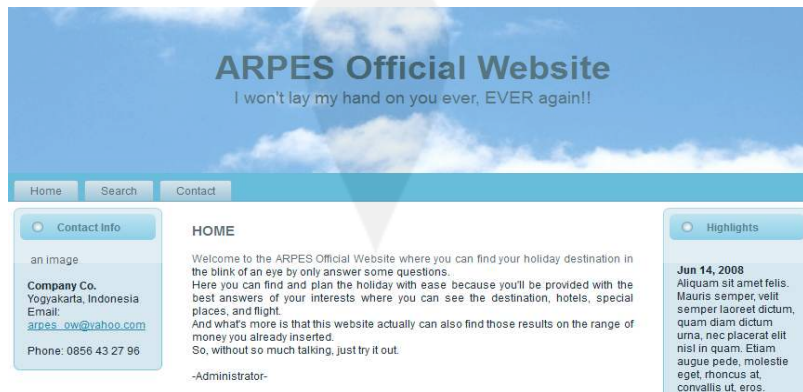 ARPES Official Website
I won't lay my hand on you ever, EVER again!!
Home
Search
Contact
Contact Info
an image
Company Co.
Yogyakarta, Indonesia
Email:
arpes_ow@yahoo.com
Phone: 0856 43 27 96
HOME
Welcome to the ARPES Official Website where you can find your holiday destination in
the blink of an eye by only answer some questions.
Here you can find and plan the holiday with ease because you'll be provided with the
best answers of your interests where you can see the destination, hotels, special
places, and flight.
And what's more is that this website actually can also find those results on the range of
money you already inserted.
So, without so much talking, just try it out.
-Administrator-
Highlights
Jun 14, 2008
Aliquam sit amet felis.
Mauris semper, velit
semper laoreet dictum,
quam diam dictum
urna, nec placerat elit
nisl in quam. Etiam
augue pede, molestie
eget, rhoncus at,
convallis ut, eros.